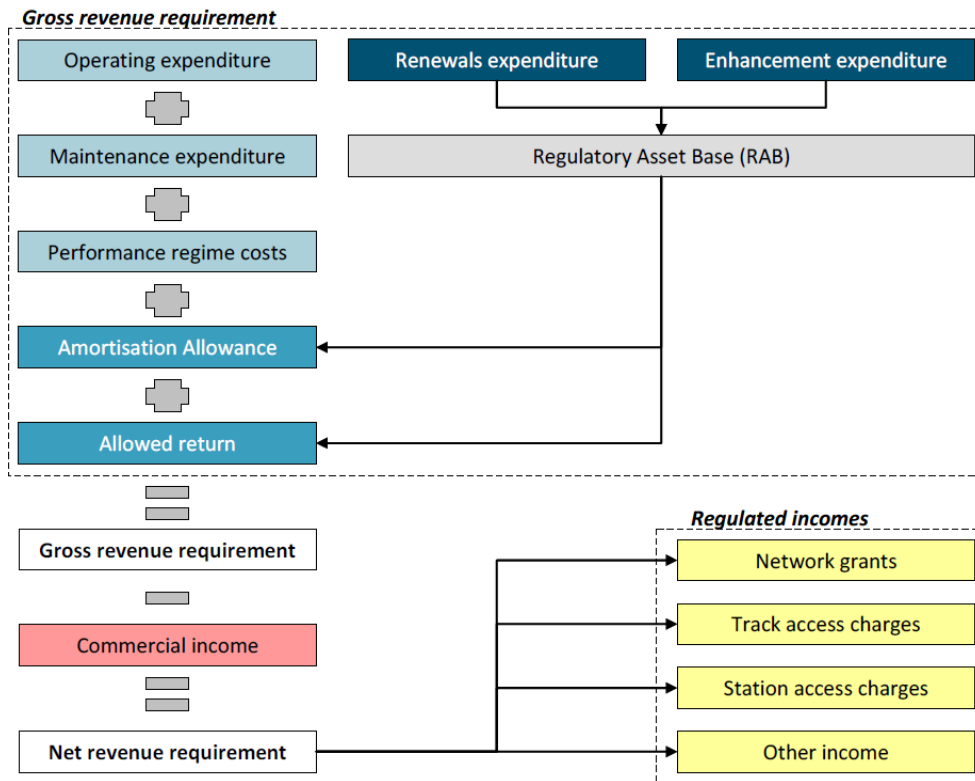 Gross revenue requirement
Operating expenditure
Renewals expenditure
Enhancement expenditure
Maintenance expenditure
Regulatory Asset Base (RAB)
Performance regime costs
Amortisation Allowance
Allowed return
Gross revenue requirement
Commercial income
Net revenue requirement
Regulated incomes
Network grants
Track access charges
Station access charges
Other income